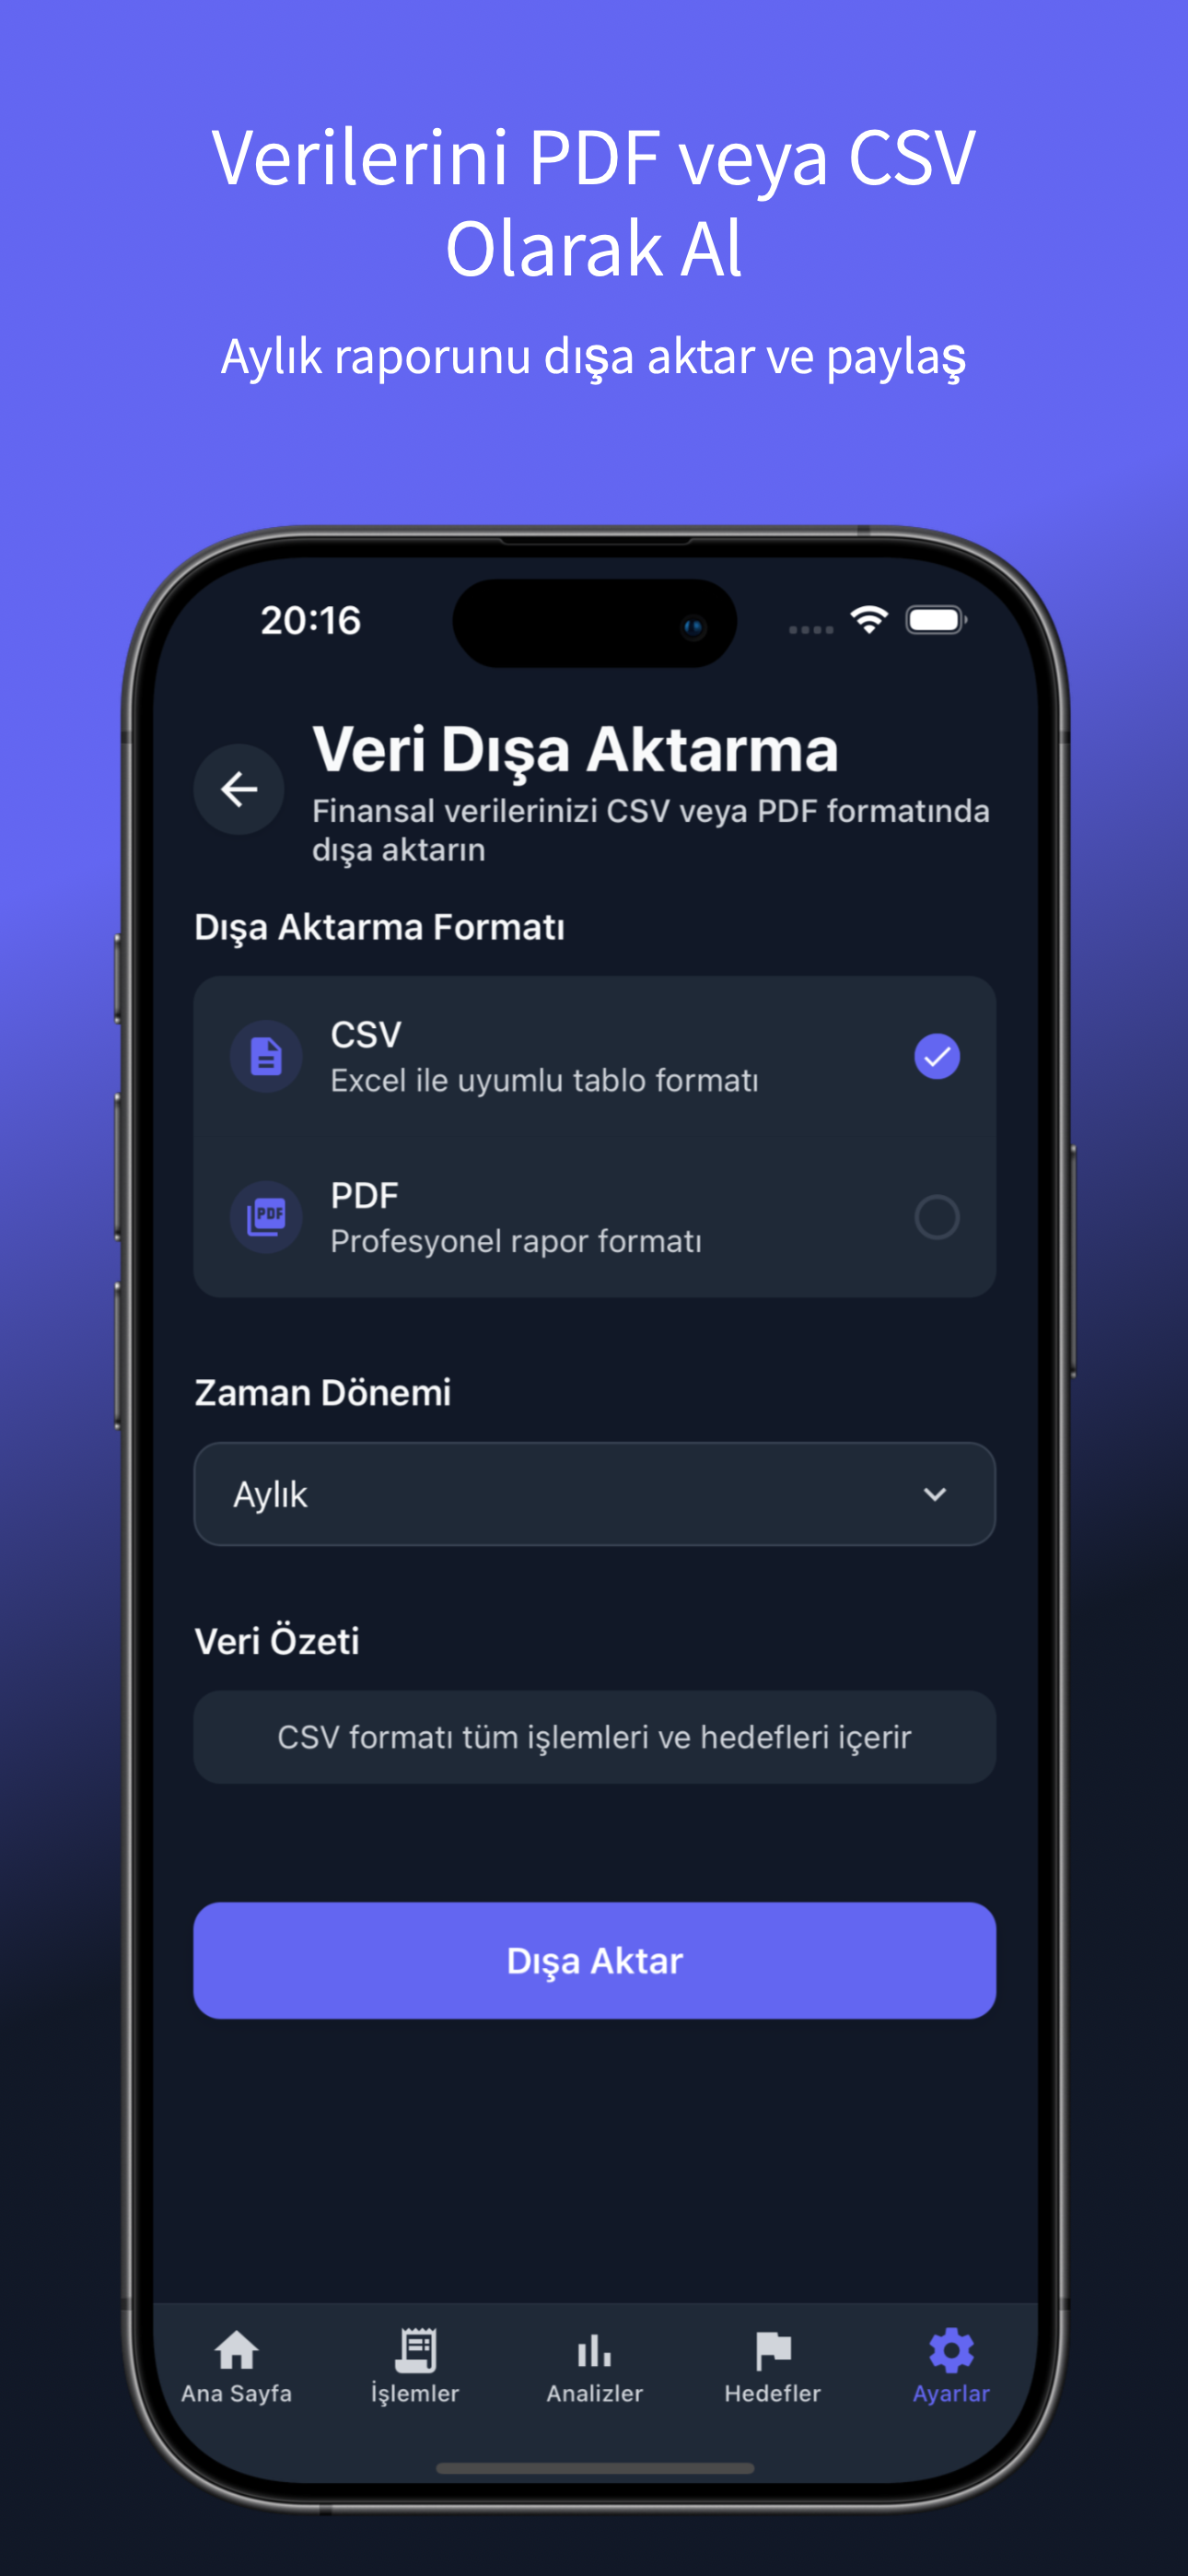 Verilerini PDF veya CSV
Olarak Al
Aylık raporunu dışa aktar ve paylaş
20:16
Veri Dışa Aktarma
Finansal verilerinizi CSV veya PDF formatında
dışa aktarın
Dışa Aktarma Formatı
CSV
Excel ile uyumlu tablo formatı
PDF
PDF
Profesyonel rapor formatı
Zaman Dönemi
Aylık
Veri Özeti
CSV formatı tüm işlemleri ve hedefleri içerir
Dışa Aktar
Ana Sayfa
İşlemler
Analizler
Hedefler
Ayarlar